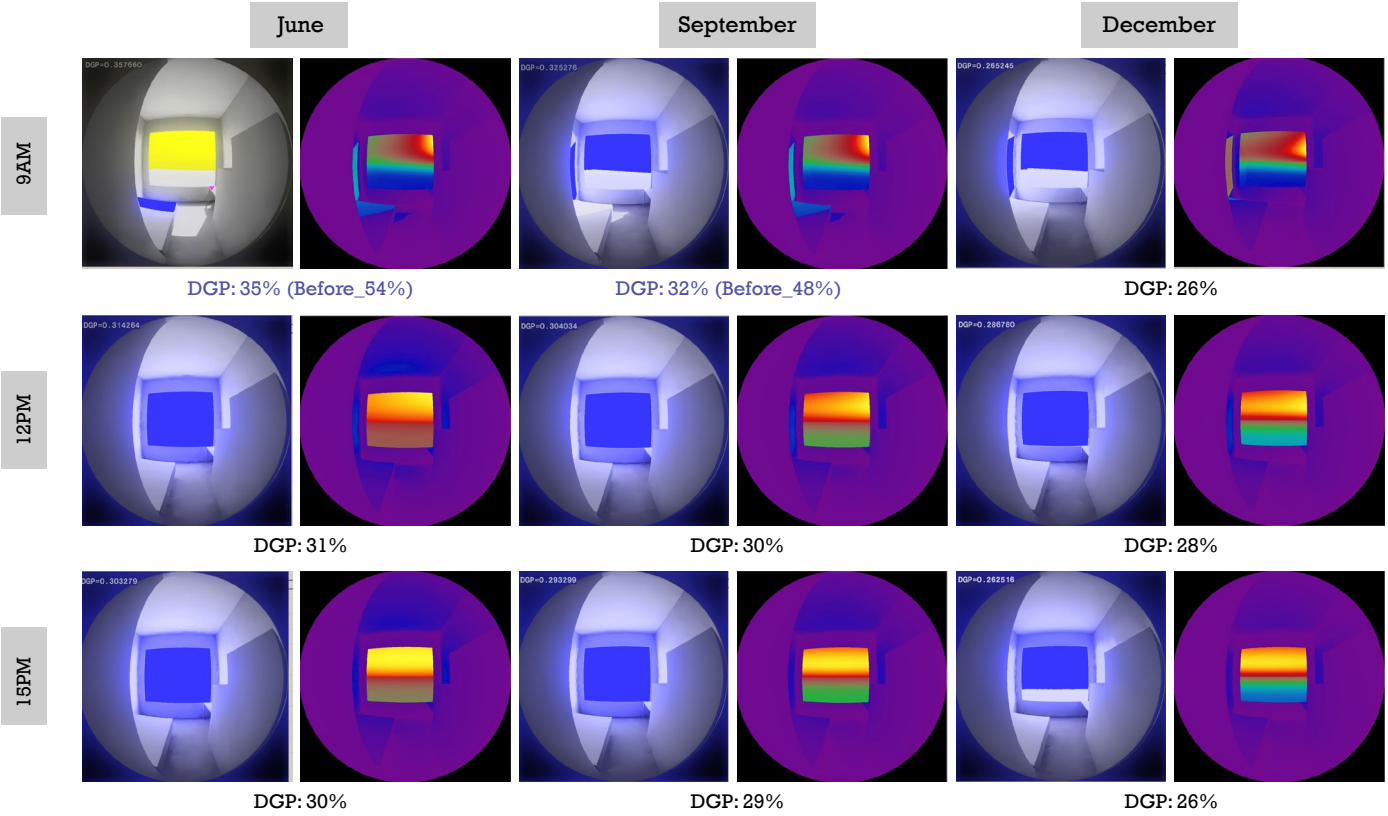 June
September
December
9AM
DGP=0.357660
DGP=0.325276
DGP=0.265245
DGP: 35% (Before_54%)
DGP: 32% (Before_48%)
DGP: 26%
12PM
DGP=0.314264
DGP=0.304034
DGP=0.286780
DGP: 31%
DGP: 30%
DGP: 28%
15PM
DGP=0.303279
DGP=0.293299
DGP=0.262516
DGP: 30%
DGP: 29%
DGP: 26%